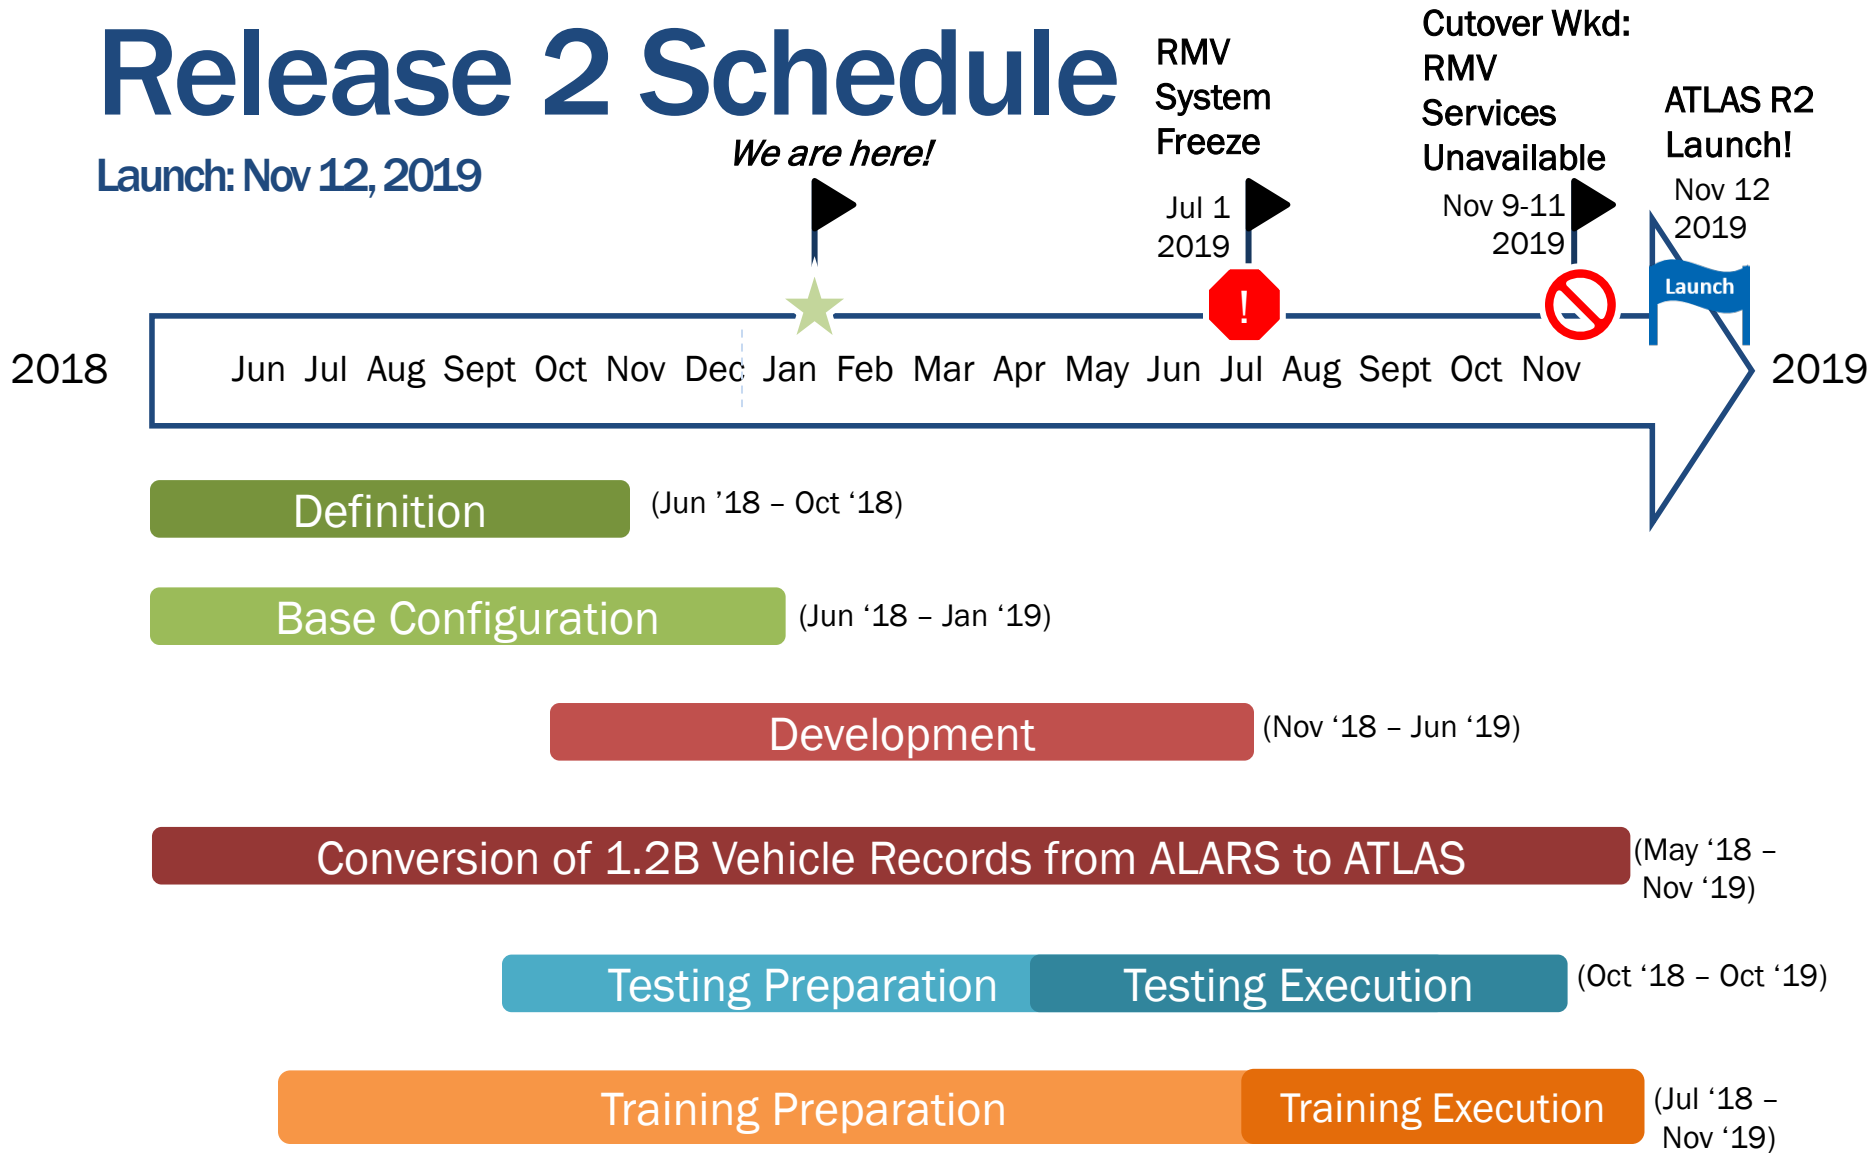 Release 2 Schedule
Launch: Nov 12, 2019
We are here!
RMV
System
Freeze
Jul 1
2019
Cutover Wkd:
RMV
Services
Unavailable
Nov 9-11
2019
ATLAS R2
Launch!
Nov 12
2019
Launch
!
2018 Jun Jul Aug Sept Oct Nov Dec Jan Feb Mar Apr May Jun Jul Aug Sept Oct Nov 2019
Definition (Jun ’18 – Oct ‘18)
Base Configuration (Jun ‘18 – Jan ‘19)
Development (Nov ‘18 – Jun ‘19)
Conversion of 1.2B Vehicle Records from ALARS to ATLAS (May ‘18 –
Nov ‘19)
Testing Preparation Testing Execution (Oct ‘18 – Oct ‘19)
Training Preparation Training Execution (Jul ‘18 –
Nov ‘19)